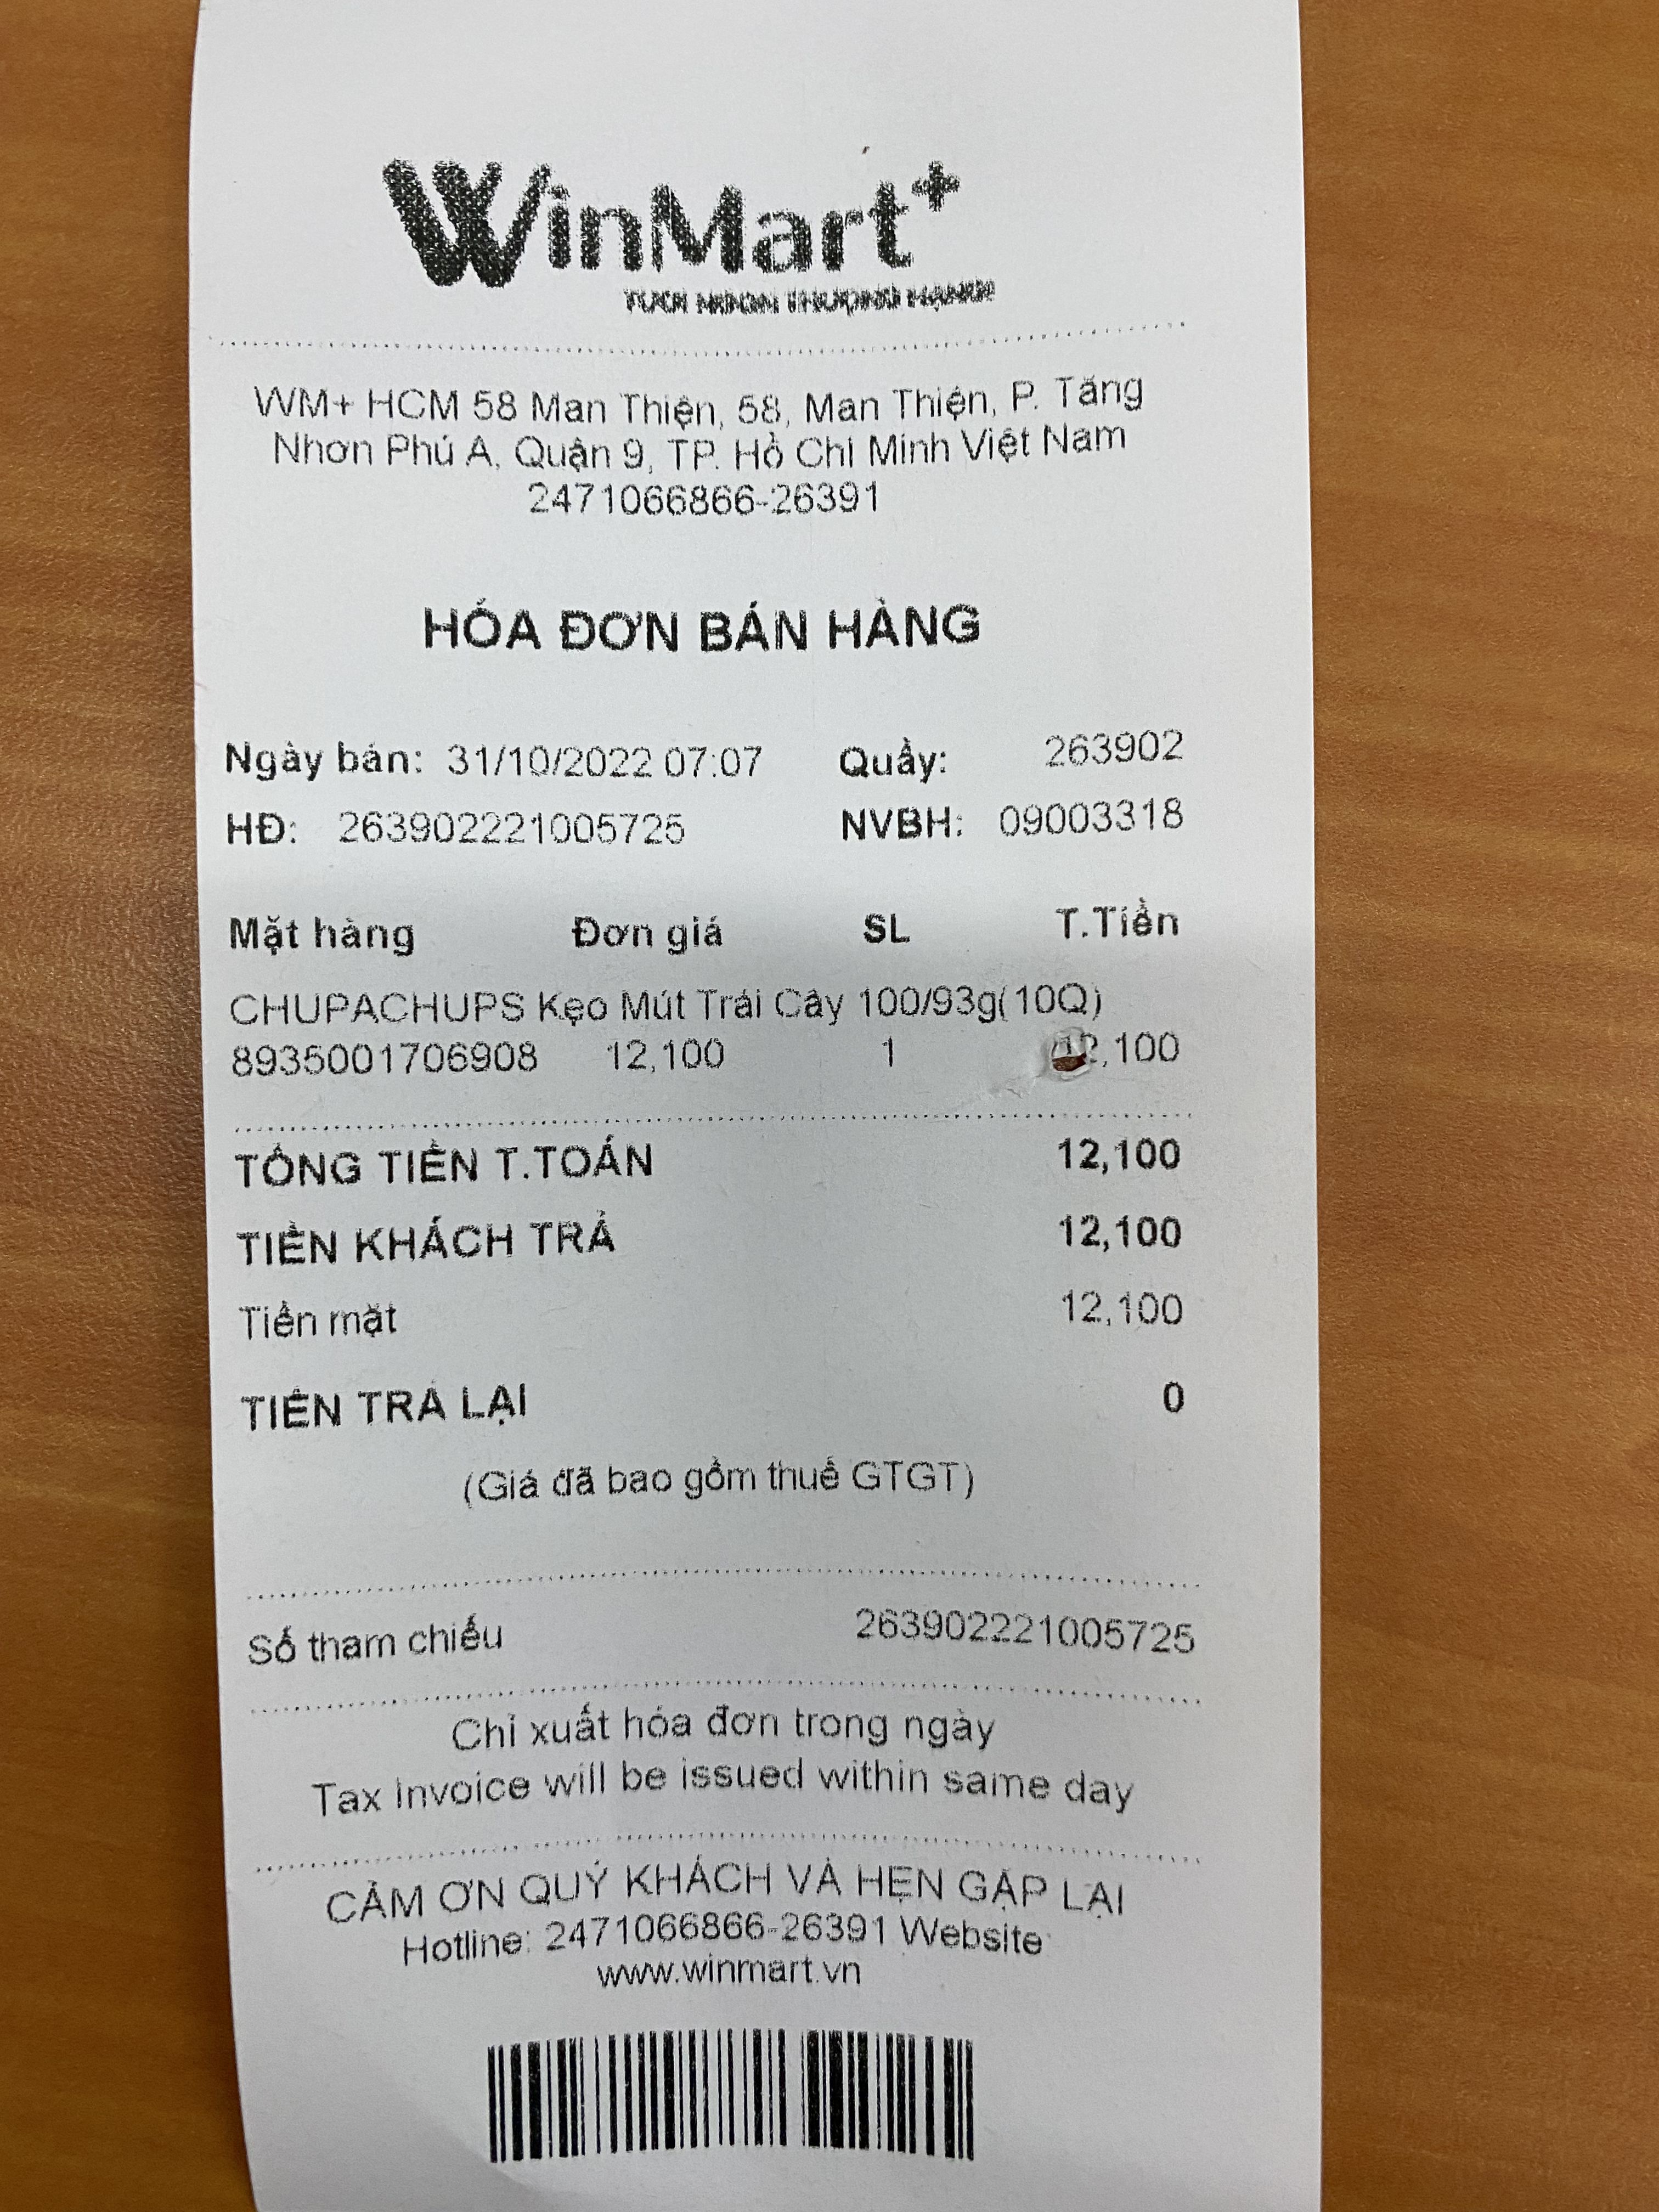 WinMart+
TƯƠI NGON THƯỢNG HẠNG!
WM+ HCM 58 Man Thiện, 58, Man Thiện, P. Tăng
Nhơn Phú A, Quận 9, TP. Hồ Chí Minh Việt Nam
2471066866-26391
HÓA ĐƠN BÁN HÀNG
Ngày bán: 31/10/2022 07:07 Quầy: 263902
HĐ: 263902221005725 NVBH: 09003318
Mặt hàng Đơn giá SL T.Tiền
CHUPACHUPS Kẹo Mút Trái Cây 100/93g(10Q)
8935001706908 12,100 1 12,100
TỔNG TIỀN T.TOÁN 12,100
TIỀN KHÁCH TRẢ 12,100
Tiền mặt 12,100
TIỀN TRẢ LẠI 0
(Giá đã bao gồm thuế GTGT)
Số tham chiếu 263902221005725
Chỉ xuất hóa đơn trong ngày
Tax Invoice will be issued within same day
CẢM ƠN QUÝ KHÁCH VÀ HẸN GẶP LẠI
Hotline: 2471066866-26391 Website
www.winmart.vn